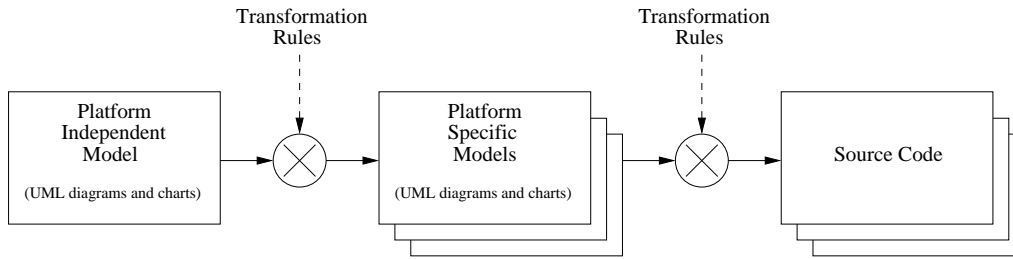 Transformation
Rules
Transformation
Rules
Platform
Independent
Model
(UML diagrams and charts)
Platform
Specific
Models
(UML diagrams and charts)
Source Code